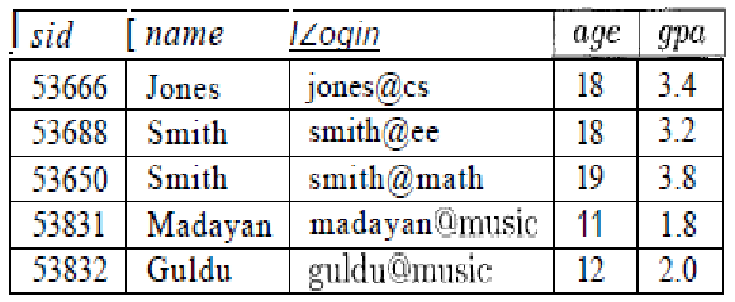 sid name Login age gpa
53666 Jones jones@cs 18 3.4
53688 Smith smith@ee 18 3.2
53650 Smith smith@math 19 3.8
53831 Madayan madayan@music 11 1.8
53832 Guldu guldu@music 12 2.0